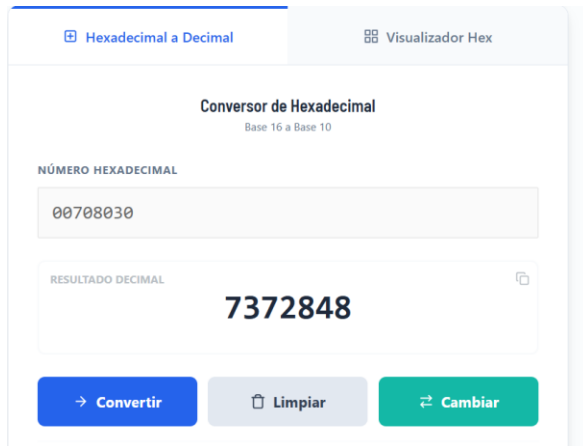 Hexadecimal a Decimal
Visualizador Hex
Conversor de Hexadecimal
Base 16 a Base 10
NÚMERO HEXADECIMAL
00708030
RESULTADO DECIMAL
7372848
Convertir
Limpiar
Cambiar